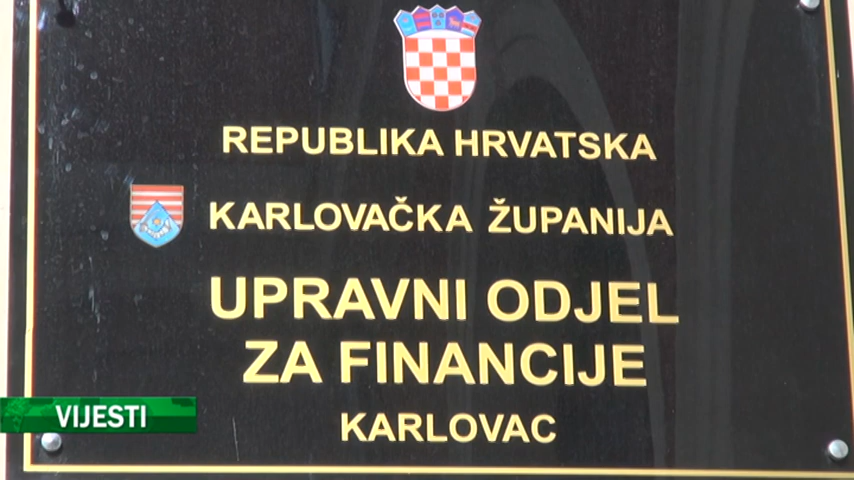 REPUBLIKA HRVATSKA
KARLOVAČKA ŽUPANIJA
UPRAVNI ODJEL
ZA FINANCIJE
KARLOVAC
VIJESTI